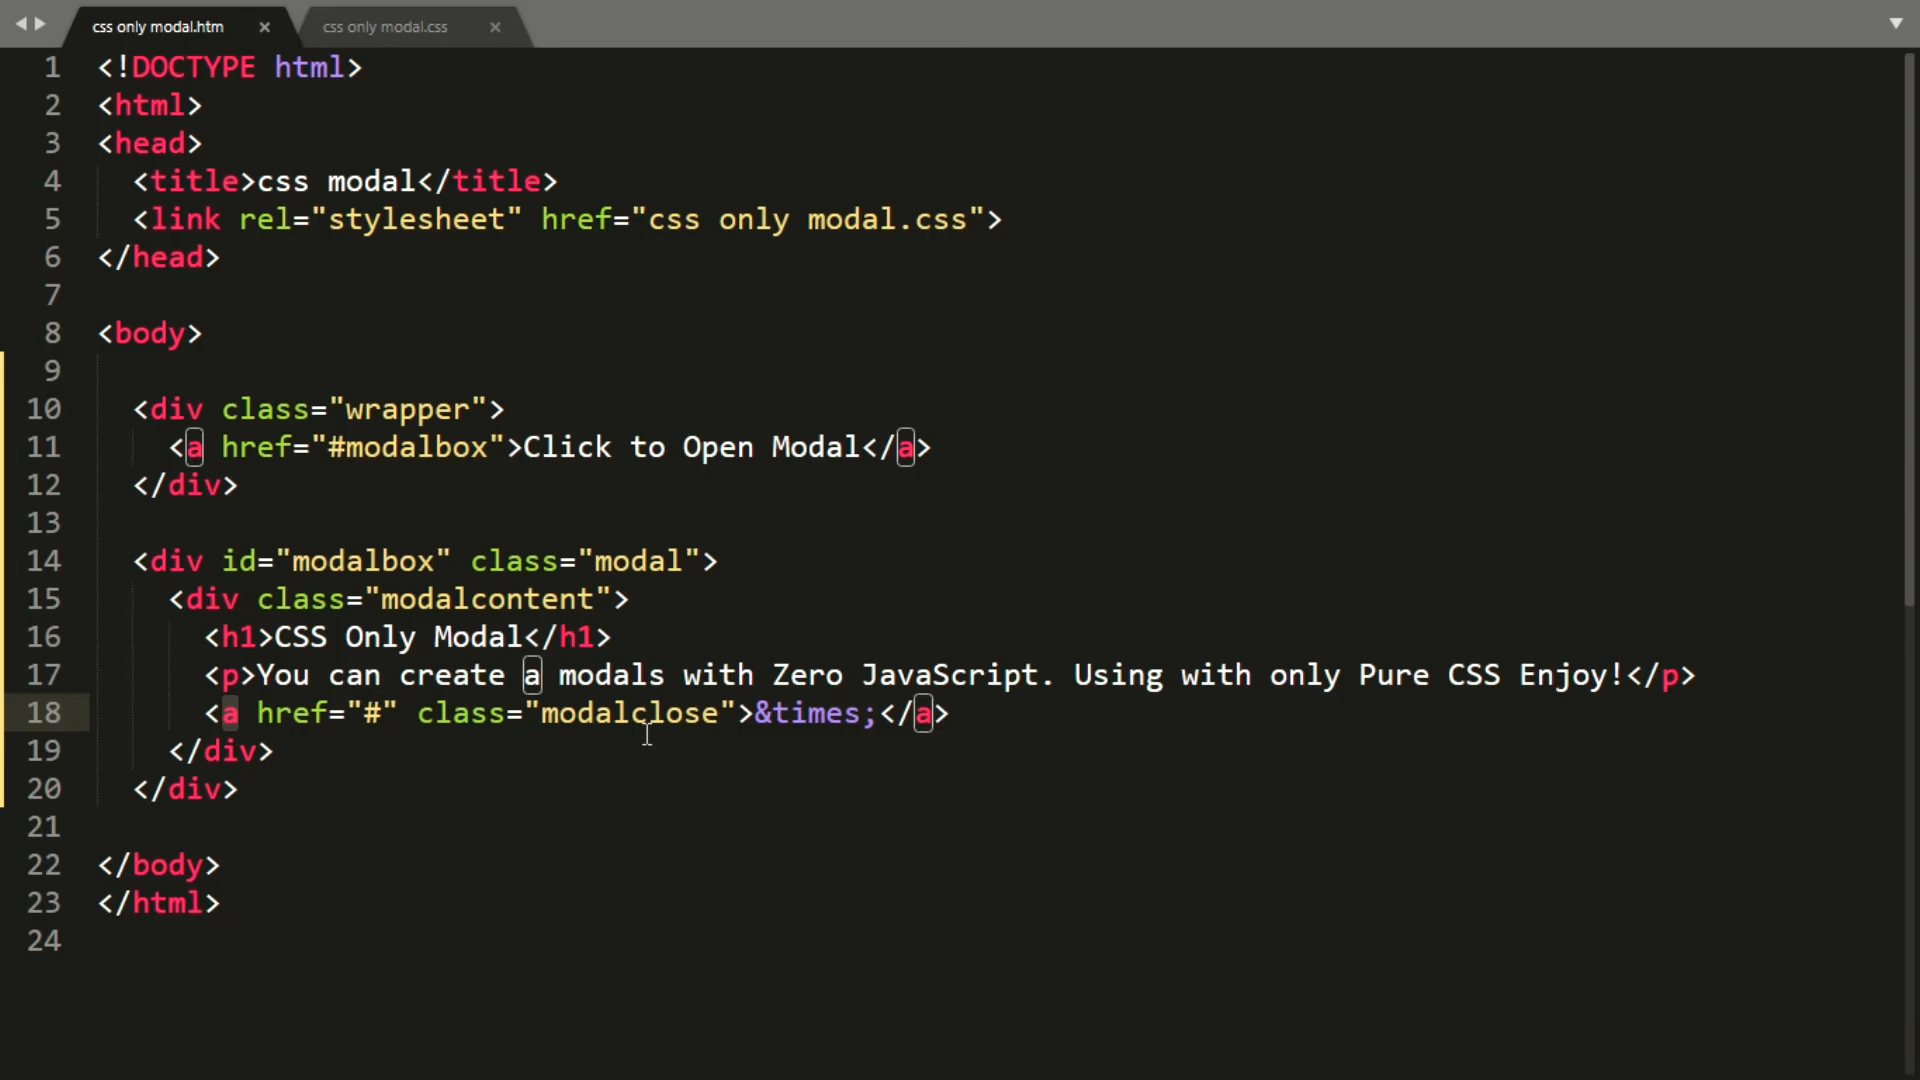 css only modal.htm × css only modal.css ×
1 <!DOCTYPE html>
2 <html>
3 <head>
4 <title>css modal</title>
5 <link rel="stylesheet" href="css only modal.css">
6 </head>
7
8 <body>
9
10 <div class="wrapper">
11 <a href="#modalbox">Click to Open Modal</a>
12 </div>
13
14 <div id="modalbox" class="modal">
15 <div class="modalcontent">
16 <h1>CSS Only Modal</h1>
17 <p>You can create a modals with Zero JavaScript. Using with only Pure CSS Enjoy!</p>
18 <a href="#" class="modalclose">&times;</a>
19 </div>
20 </div>
21
22 </body>
23 </html>
24